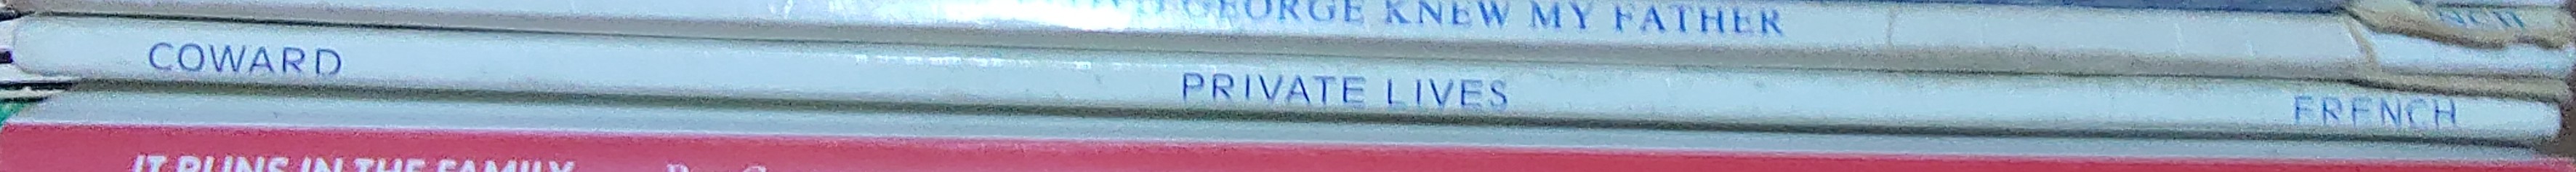 GEORGE KNEW MY FATHER
COWARD PRIVATE LIVES FRENCH
IT RUNS IN THE FAMILY